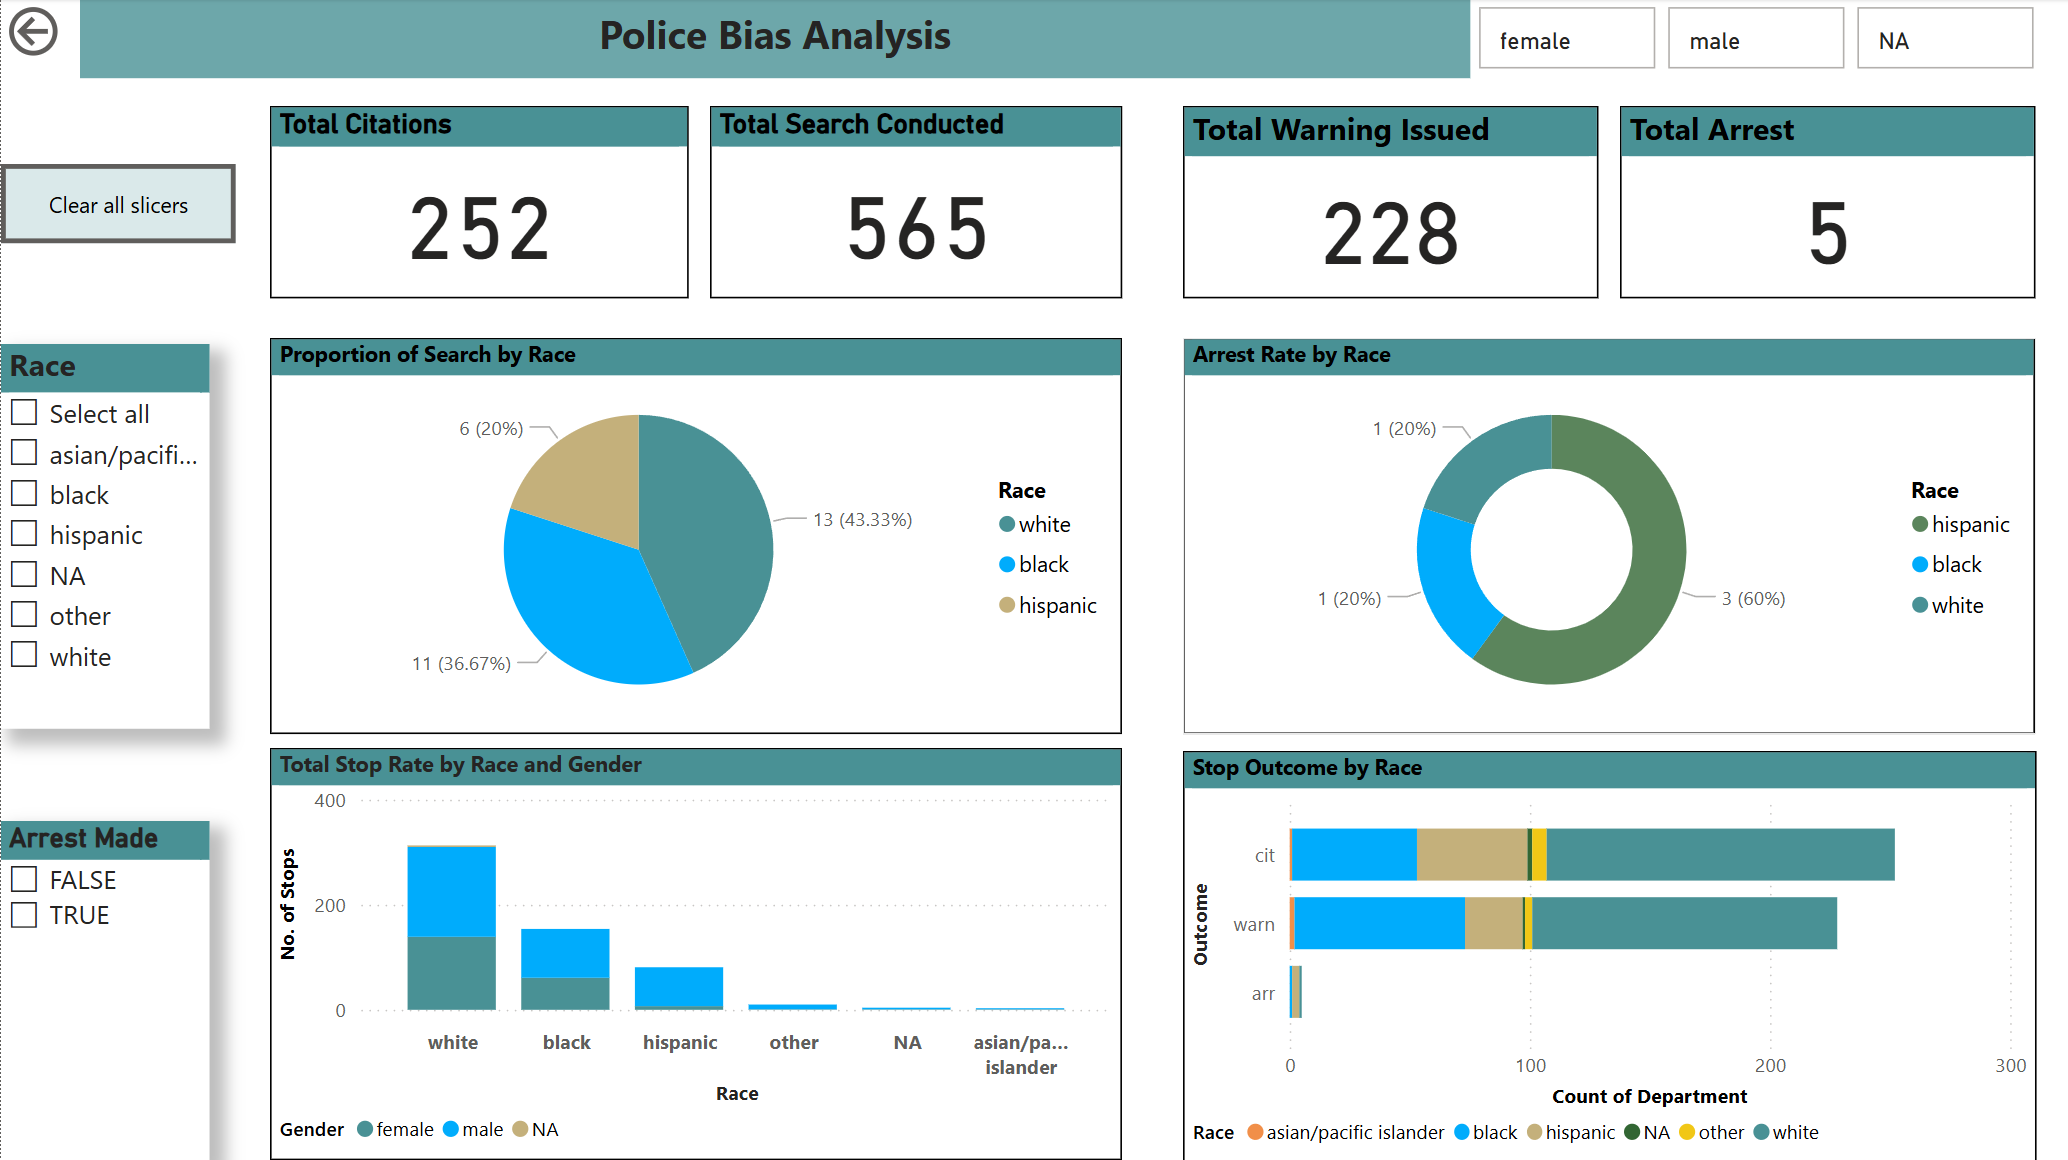 Police Bias Analysis
female
male
NA
Clear all slicers
Total Citations
252
Total Search Conducted
565
Total Warning Issued
228
Total Arrest
5
Race
Select all
asian/pacifi...
black
hispanic
NA
other
white
Arrest Made
FALSE
TRUE
Proportion of Search by Race
6 (20%)
13 (43.33%)
11 (36.67%)
Race
white
black
hispanic
Arrest Rate by Race
1 (20%)
1 (20%)
3 (60%)
Race
hispanic
black
white
Total Stop Rate by Race and Gender
No. of Stops
400
200
0
white
black
hispanic
other
NA
asian/pa...
islander
Race
Gender female male NA
Stop Outcome by Race
Outcome
cit
warn
arr
0
100
200
300
Count of Department
Race asian/pacific islander black hispanic NA other white